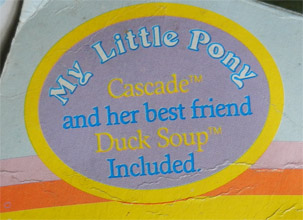 My Little Pony
Cascade™
and her best friend
Duck Soup™
Included.